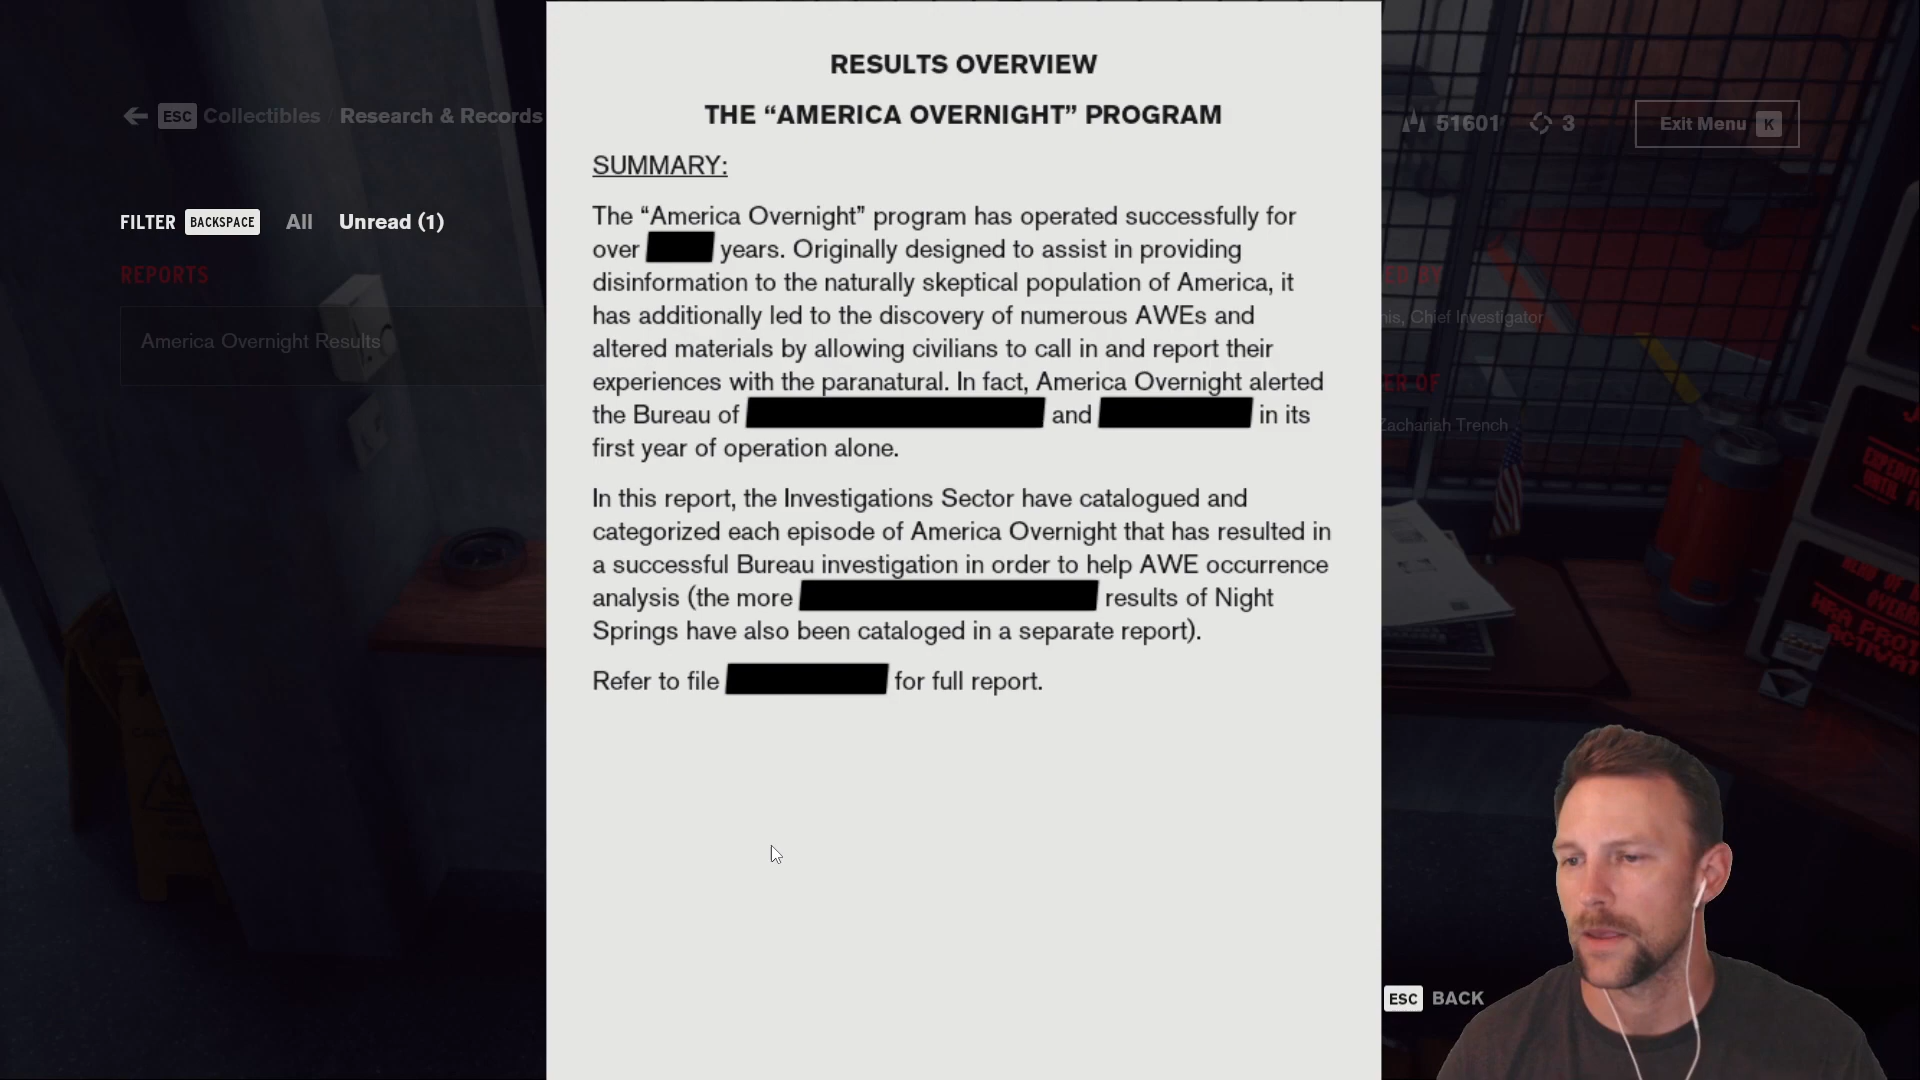 RESULTS OVERVIEW
THE “AMERICA OVERNIGHT” PROGRAM
SUMMARY:
The “America Overnight” program has operated successfully for
over years. Originally designed to assist in providing
disinformation to the naturally skeptical population of America, it
has additionally led to the discovery of numerous AWEs and
altered materials by allowing civilians to call in and report their
experiences with the paranatural. In fact, America Overnight alerted
the Bureau of and in its
first year of operation alone.
In this report, the Investigations Sector have catalogued and
categorized each episode of America Overnight that has resulted in
a successful Bureau investigation in order to help AWE occurrence
analysis (the more results of Night
Springs have also been cataloged in a separate report).
Refer to file for full report.
ESC Collectibles / Research & Records
51601 3
Exit Menu K
FILTER BACKSPACE All Unread (1)
REPORTS
America Overnight Results
BY
Chief Investigator
OF
Zachariah Trench
ESC BACK